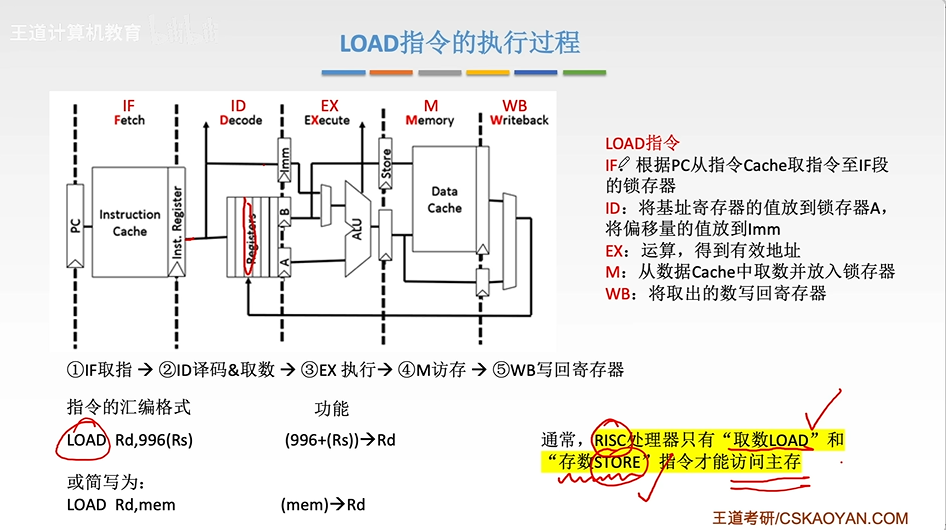 王道计算机教育
LOAD指令的执行过程
IF
Fetch
ID
Decode
EX
EXecute
M
Memory
WB
Writeback
PC
Instruction
Cache
Inst. Register
Registers
Imm
B
A
ALU
Store
Data
Cache
LOAD指令
IF：根据PC从指令Cache取指令至IF段
的锁存器
ID：将基址寄存器的值放到锁存器A，
将偏移量的值放到Imm
EX：运算，得到有效地址
M：从数据Cache中取数并放入锁存器
WB：将取出的数写回寄存器
①IF取指 → ②ID译码&取数 → ③EX 执行→ ④M访存 → ⑤WB写回寄存器
指令的汇编格式 功能
LOAD Rd,996(Rs) (996+(Rs))→Rd
或简写为：
LOAD Rd,mem (mem)→Rd
通常，RISC处理器只有“取数LOAD”和
“存数STORE”指令才能访问主存
王道考研/CSKAOYAN.COM